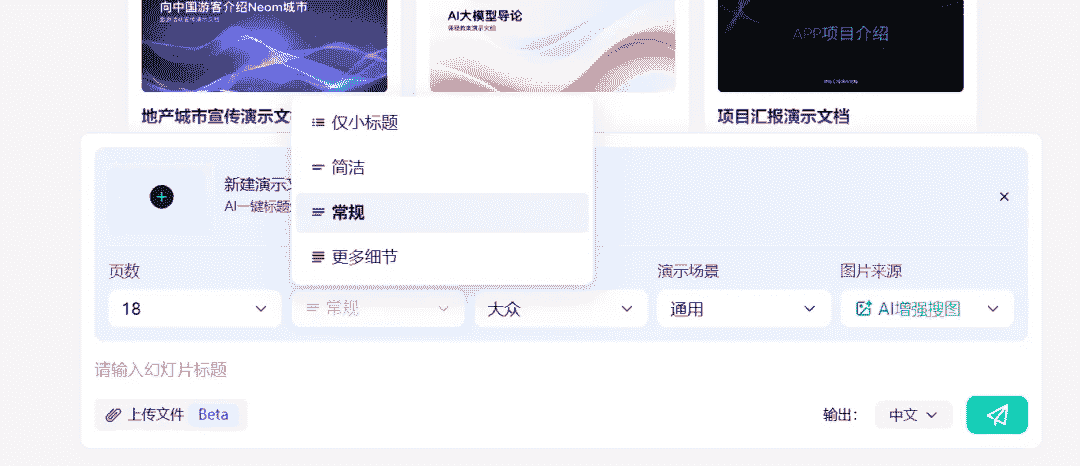 向中国游客介绍Neom城市
AI大模型导论
APP项目介绍
地产城市宣传演示文
项目汇报演示文档
仅小标题
简洁
常规
更多细节
新建演示文
AI一键标题
页数
演示场景
图片来源
18
常规
大众
通用
AI增强搜图
请输入幻灯片标题
上传文件 Beta
输出：
中文